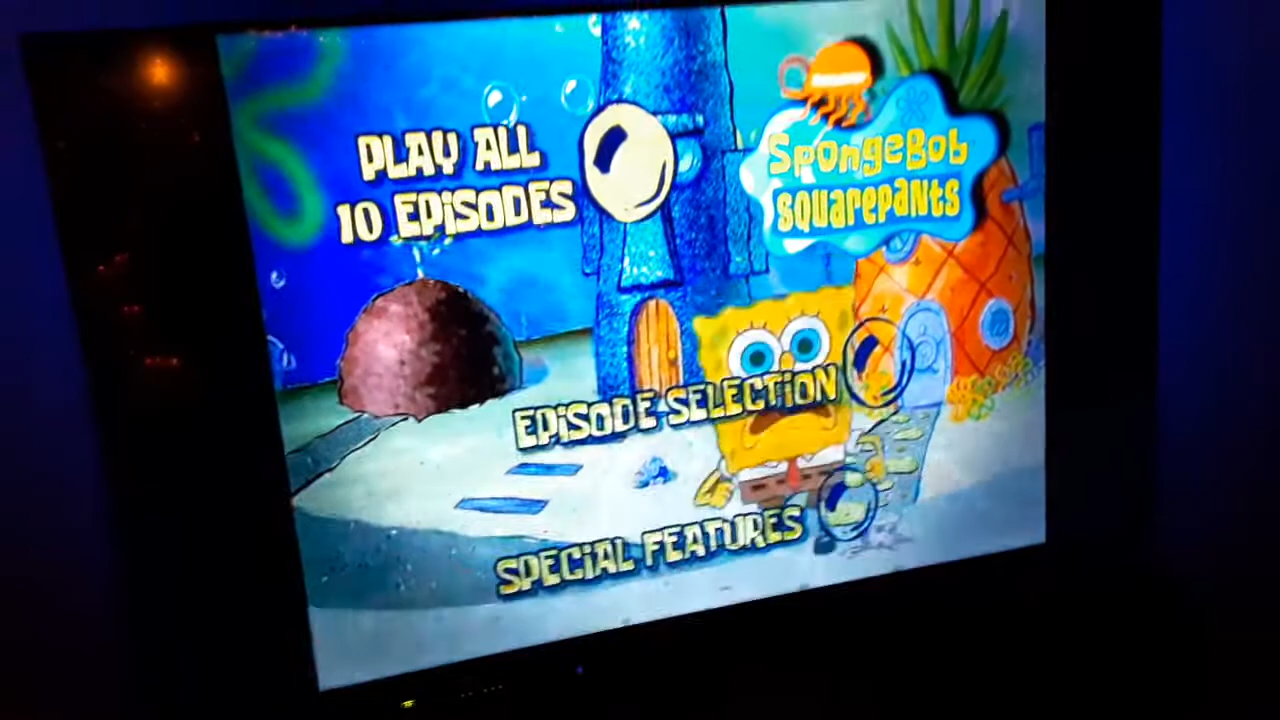 PLAY ALL
10 EPiSODES
SpongeBob
SQUAREPANTS
EPiSODE SELECTiON
SPECiAL FEATURES